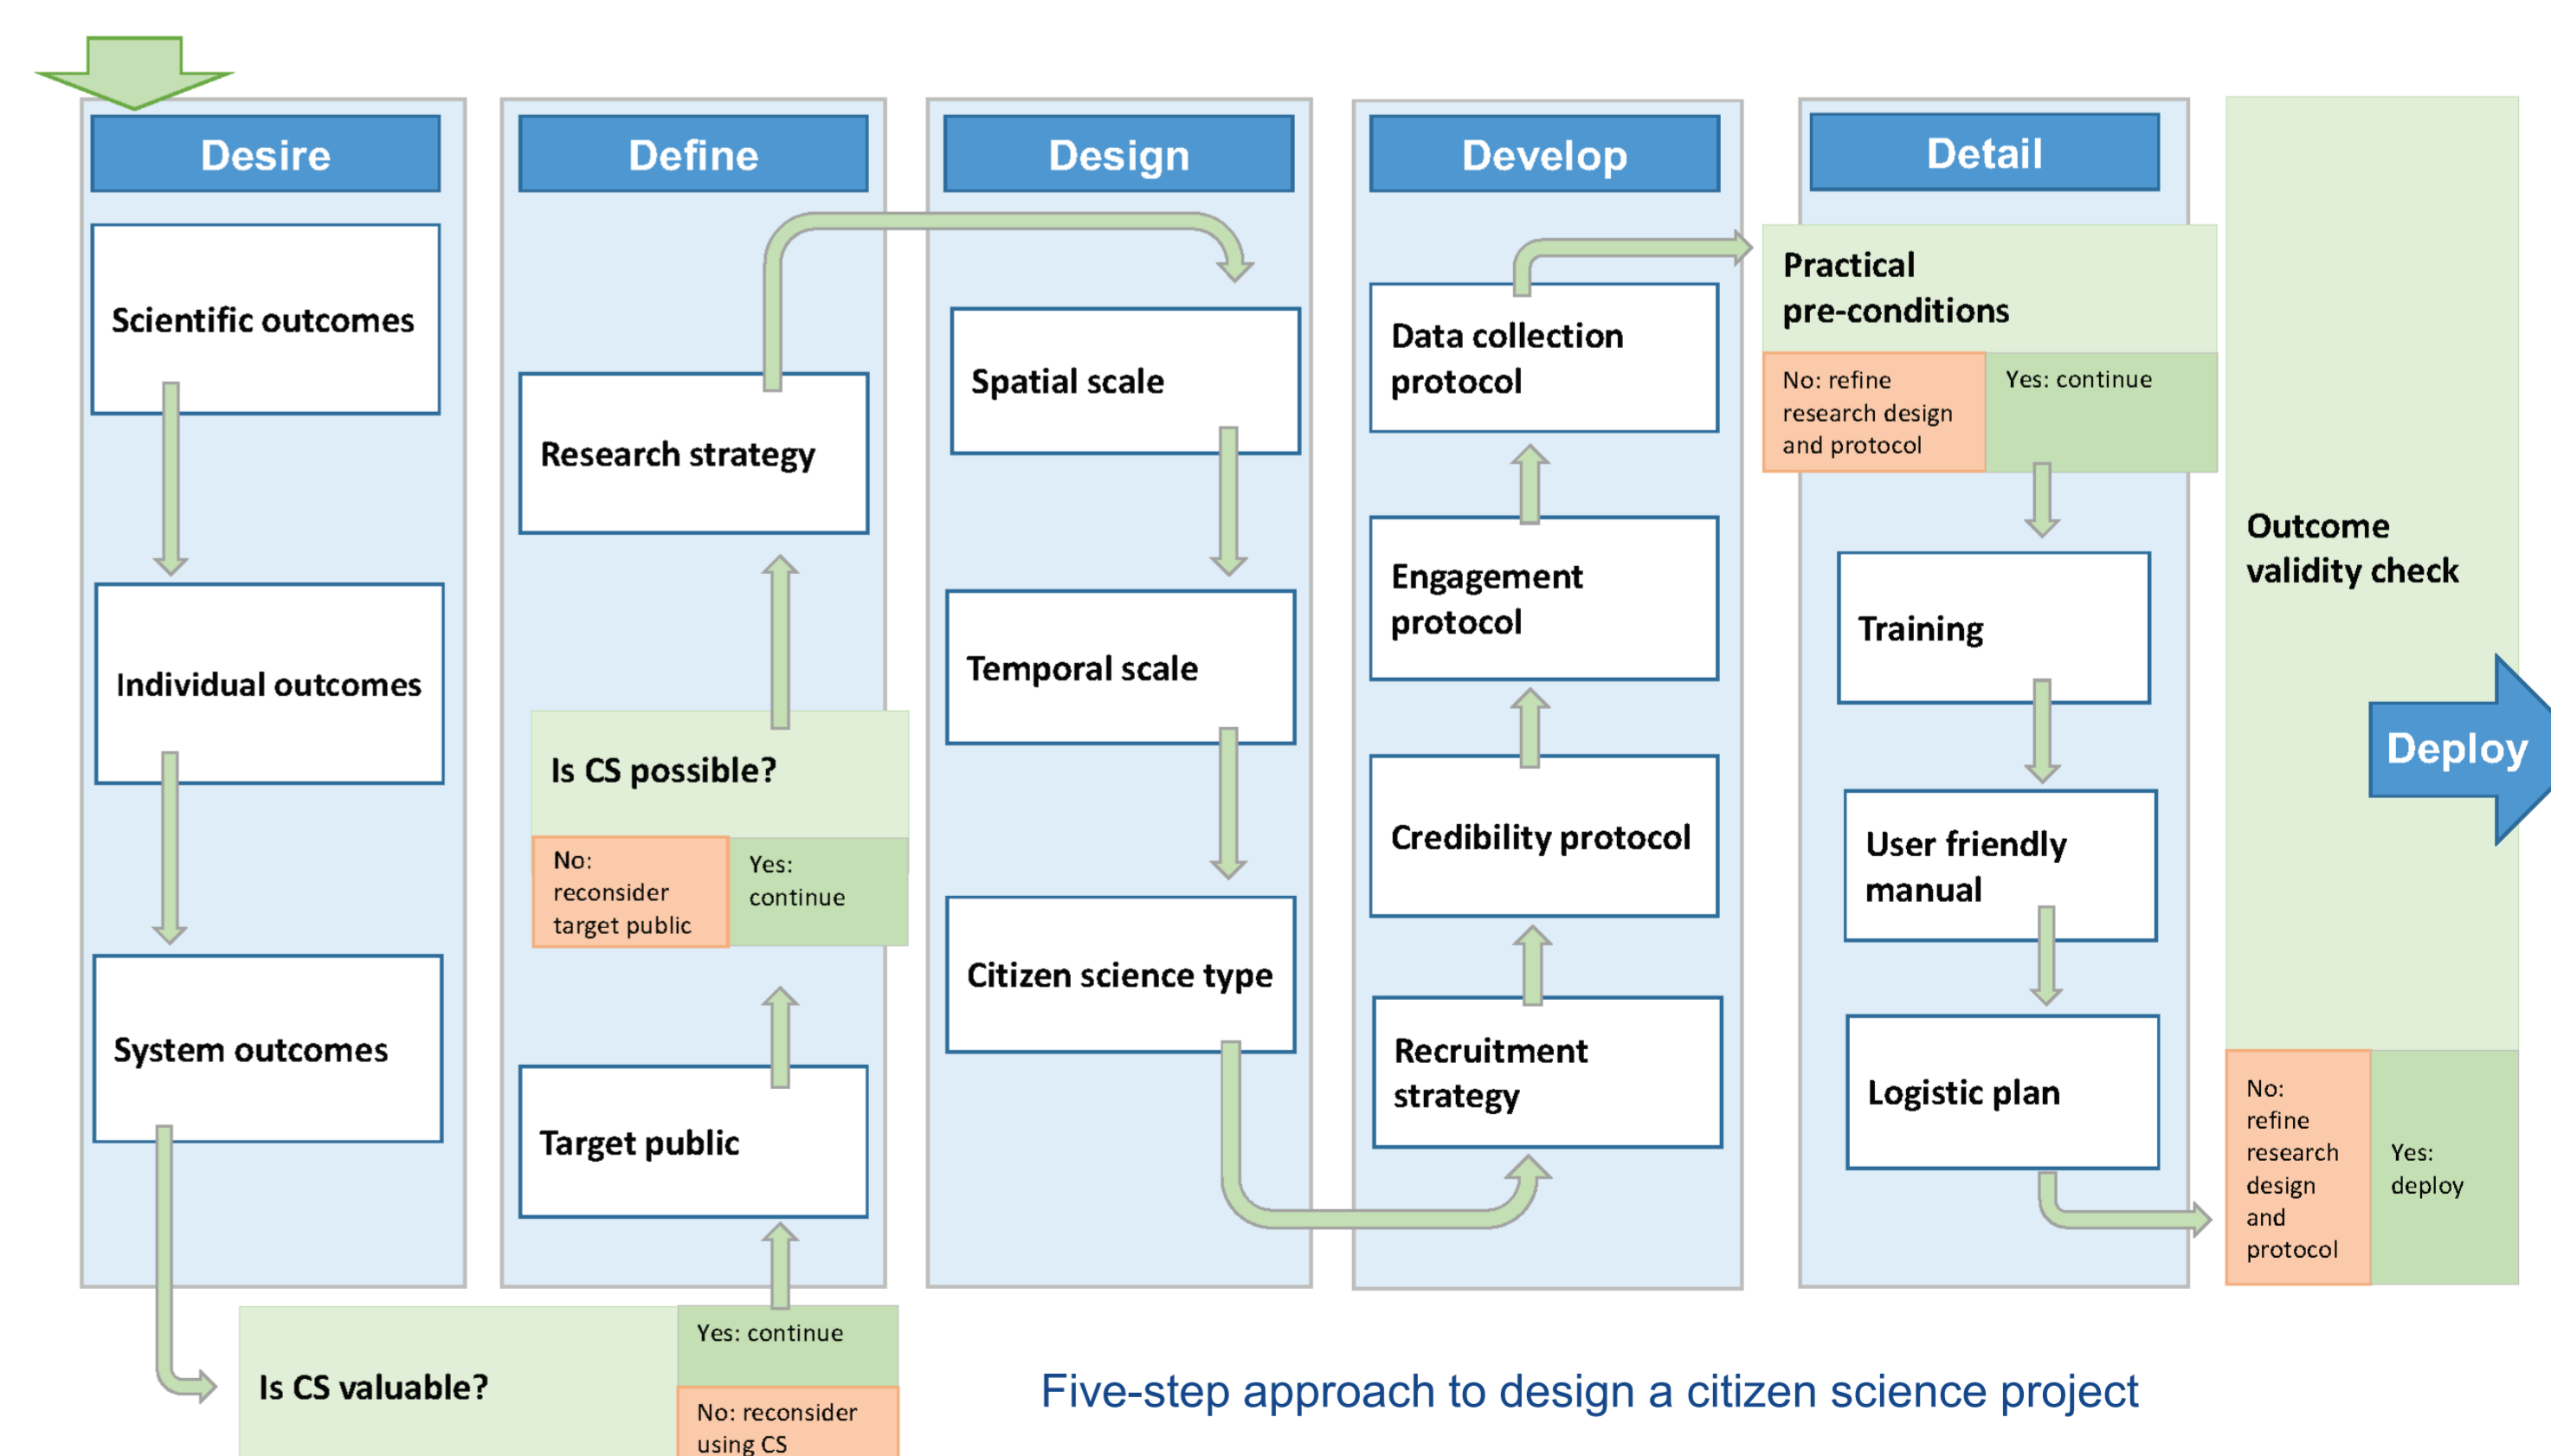 Desire
Scientific outcomes
Individual outcomes
System outcomes
Is CS valuable?
Yes: continue
No: reconsider
using CS
Define
Research strategy
Is CS possible?
No:
reconsider
target public
Yes:
continue
Target public
Design
Spatial scale
Temporal scale
Citizen science type
Develop
Data collection
protocol
Engagement
protocol
Credibility protocol
Recruitment
strategy
Detail
Practical
pre-conditions
No: refine
research design
and protocol
Yes: continue
Training
User friendly
manual
Logistic plan
Outcome
validity check
Deploy
No:
refine
research
design
and
protocol
Yes:
deploy
Five-step approach to design a citizen science project